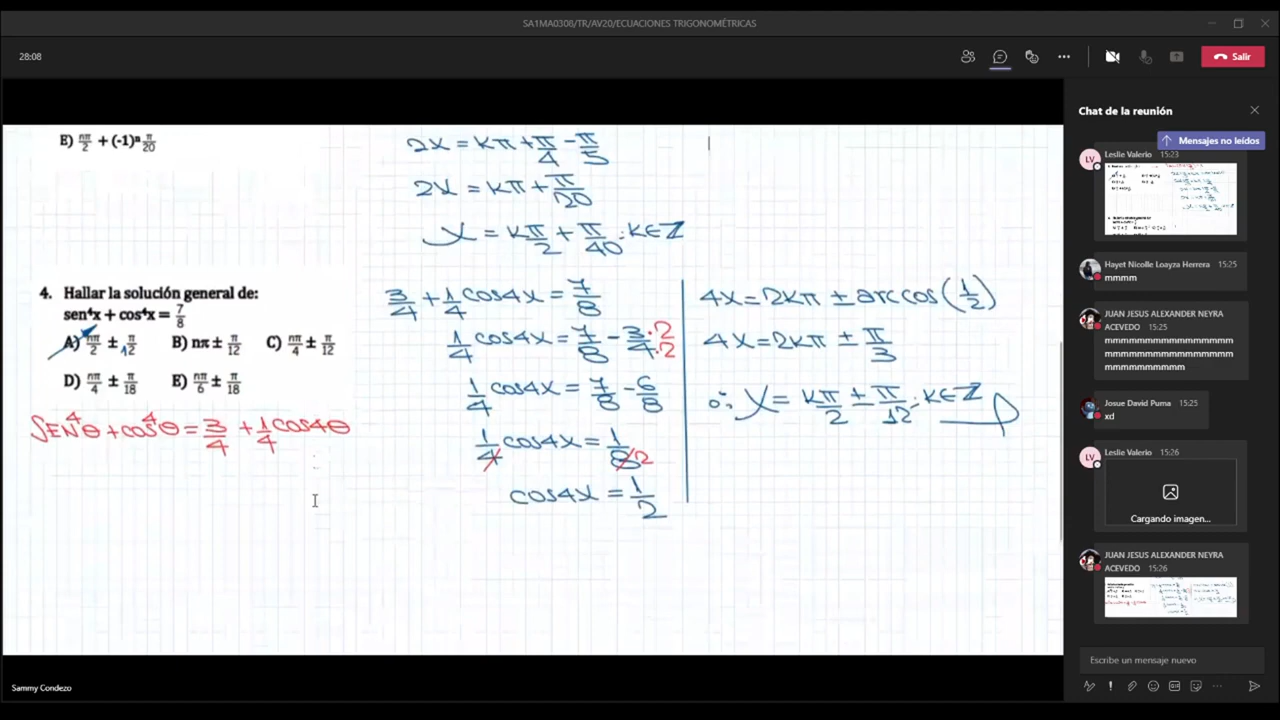 SA1MA0308/TR/AV20/ECUACIONES TRIGONOMÉTRICAS
28:08
Salir
E) nπ/2 + (-1)ⁿ π/20
2x = kπ + π/4 - π/5
2x = kπ + π/20
x = kπ/2 + π/40 ; k∈Z
4. Hallar la solución general de:
sen⁴x + cos⁴x = 7/8
A) nπ/2 ± π/12 B) nπ ± π/12 C) nπ/4 ± π/12
D) nπ/4 ± π/18 E) nπ/6 ± π/18
SEN⁴θ + cos⁴θ = 3/4 + 1/4 cos4θ
3/4 + 1/4 cos4x = 7/8
1/4 cos4x = 7/8 - 3·2/4·2
1/4 cos4x = 7/8 - 6/8
1/4 cos4x = 1/8 2
cos4x = 1/2
4x = 2kπ ± arccos(1/2)
4x = 2kπ ± π/3
∴ x = kπ/2 ± π/12 ; k∈Z
Sammy Condezo
Chat de la reunión
Mensajes no leídos
LV Leslie Valerio 15:23
Hayet Nicolle Loayza Herrera 15:25
mmmm
JUAN JESUS ALEXANDER NEYRA
ACEVEDO 15:25
mmmmmmmmmmmmmmmmm
mmmmmmmmmmmmmmmmm
mmmmmmmmmm
Josue David Puma 15:25
xd
LV Leslie Valerio 15:26
Cargando imagen...
JUAN JESUS ALEXANDER NEYRA
ACEVEDO 15:26
Escribe un mensaje nuevo
GIF